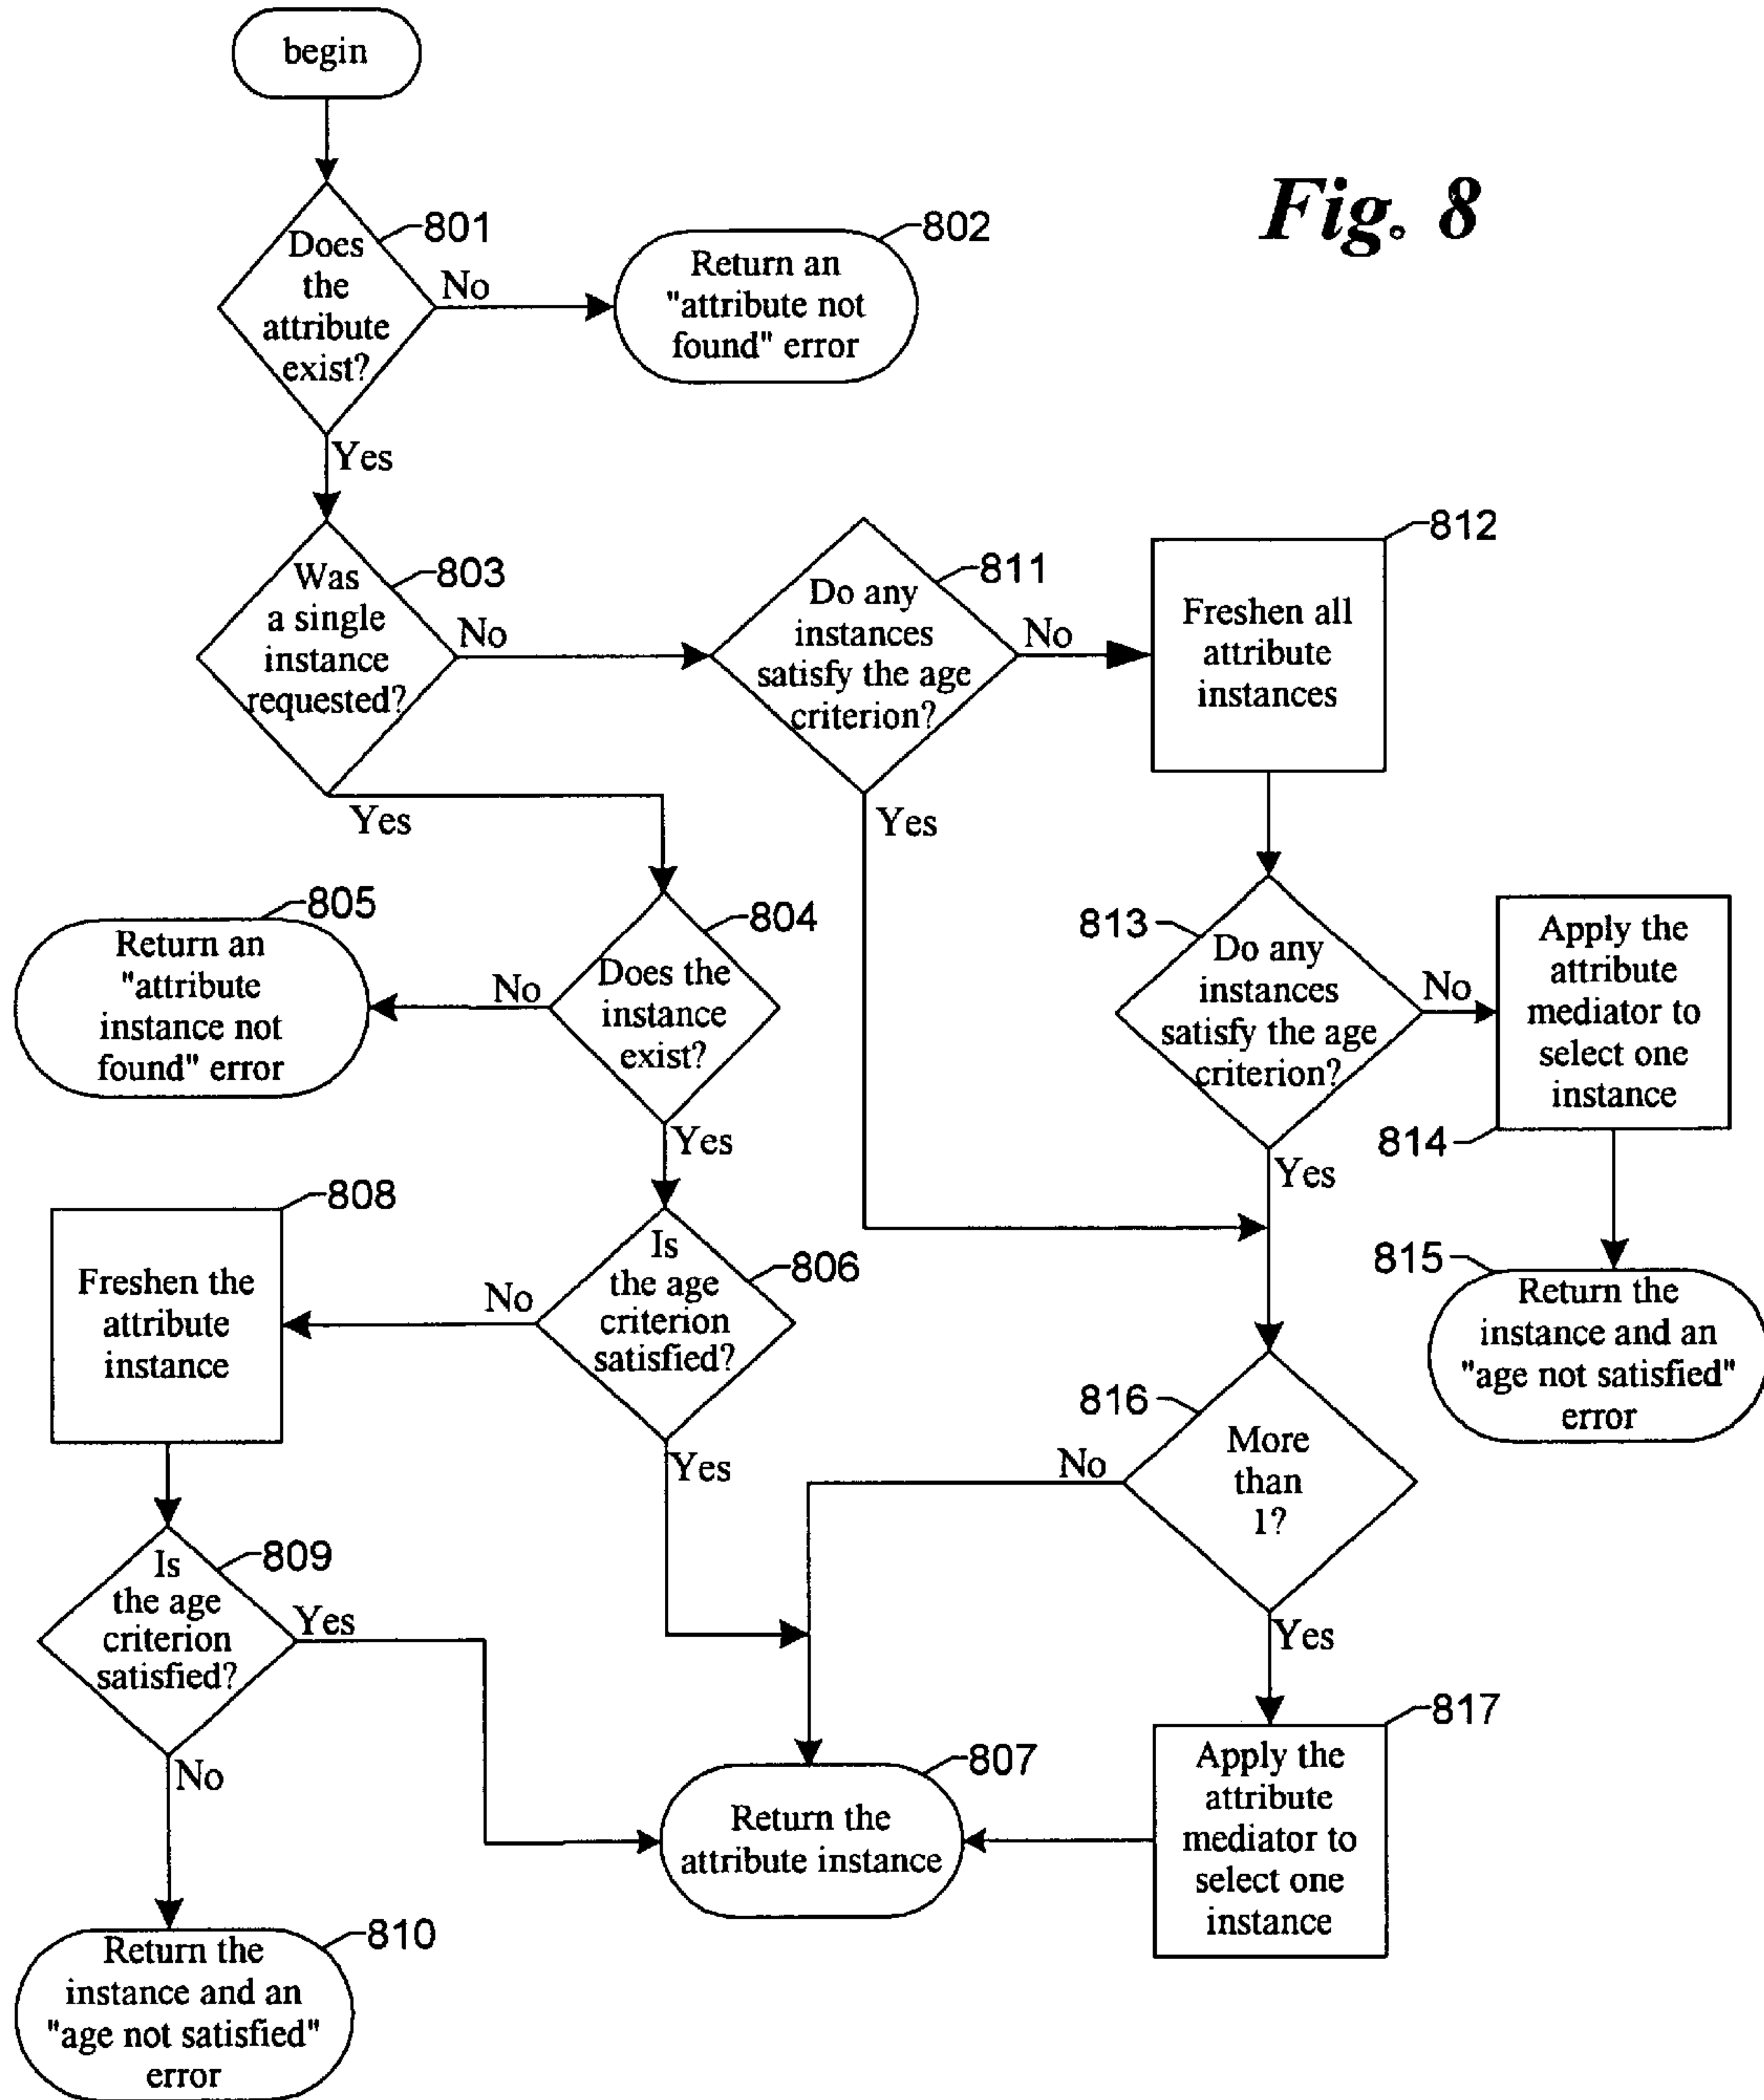 begin
Fig. 8
801
Does
the
attribute
exist?
No
802
Return an
"attribute not
found" error
Yes
803
Was
a single
instance
requested?
No
811
Do any
instances
satisfy the age
criterion?
No
812
Freshen all
attribute
instances
Yes
Yes
805
Return an
"attribute
instance not
found" error
No
804
Does the
instance
exist?
Yes
813
Do any
instances
satisfy the age
criterion?
No
Apply the
attribute
mediator to
select one
instance
814
Yes
808
Freshen the
attribute
instance
No
806
Is
the age
criterion
satisfied?
Yes
815
Return the
instance and an
"age not satisfied"
error
816
More
than
1?
No
Yes
809
Is
the age
criterion
satisfied?
Yes
No
807
Return the
attribute instance
817
Apply the
attribute
mediator to
select one
instance
810
Return the
instance and an
"age not satisfied"
error